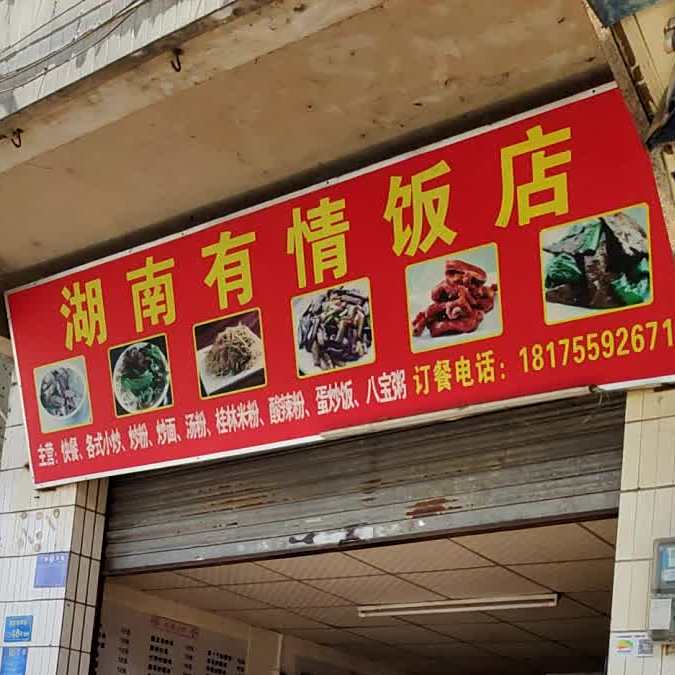 湖南有情饭店
主营：快餐、各式小炒、炒粉、炒面、汤粉、桂林米粉、酸辣粉、蛋炒饭、八宝粥 订餐电话：18175592671